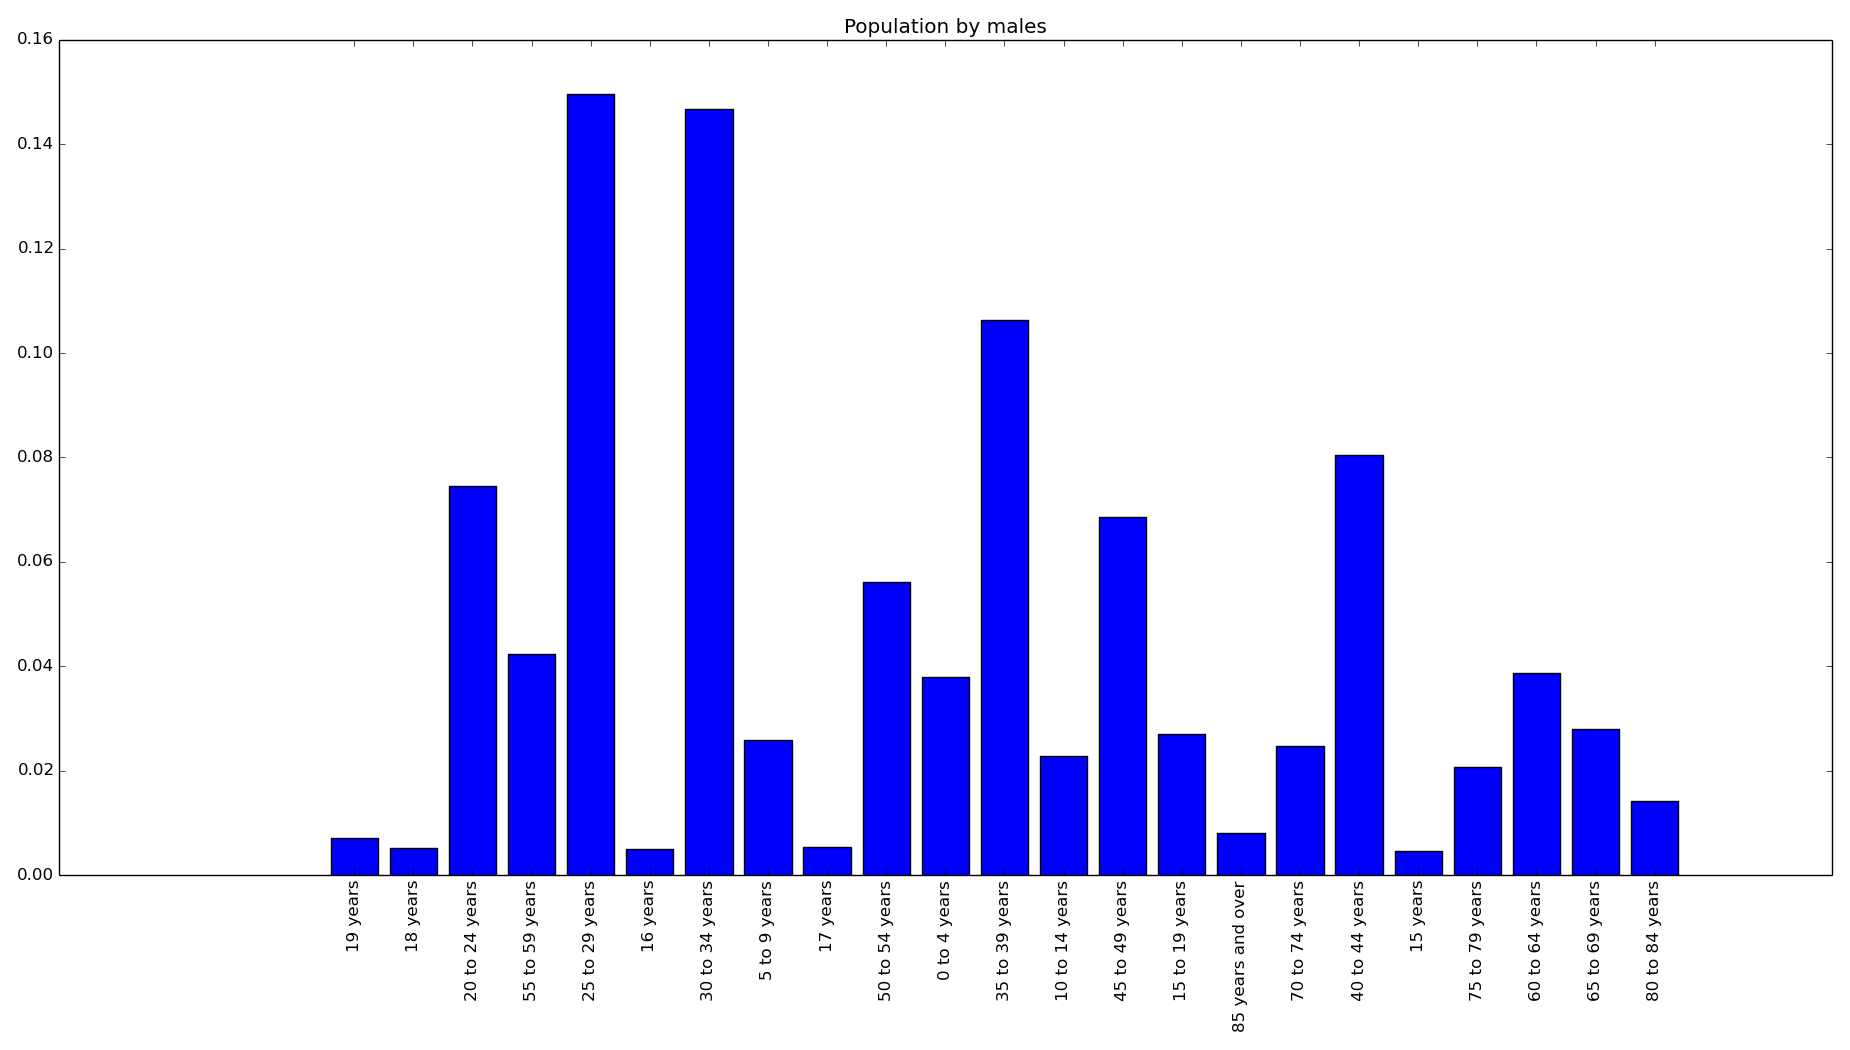 Population by males
0.16
0.14
0.12
0.10
0.08
0.06
0.04
0.02
0.00
19 years
18 years
20 to 24 years
55 to 59 years
25 to 29 years
16 years
30 to 34 years
5 to 9 years
17 years
50 to 54 years
0 to 4 years
35 to 39 years
10 to 14 years
45 to 49 years
15 to 19 years
85 years and over
70 to 74 years
40 to 44 years
15 years
75 to 79 years
60 to 64 years
65 to 69 years
80 to 84 years